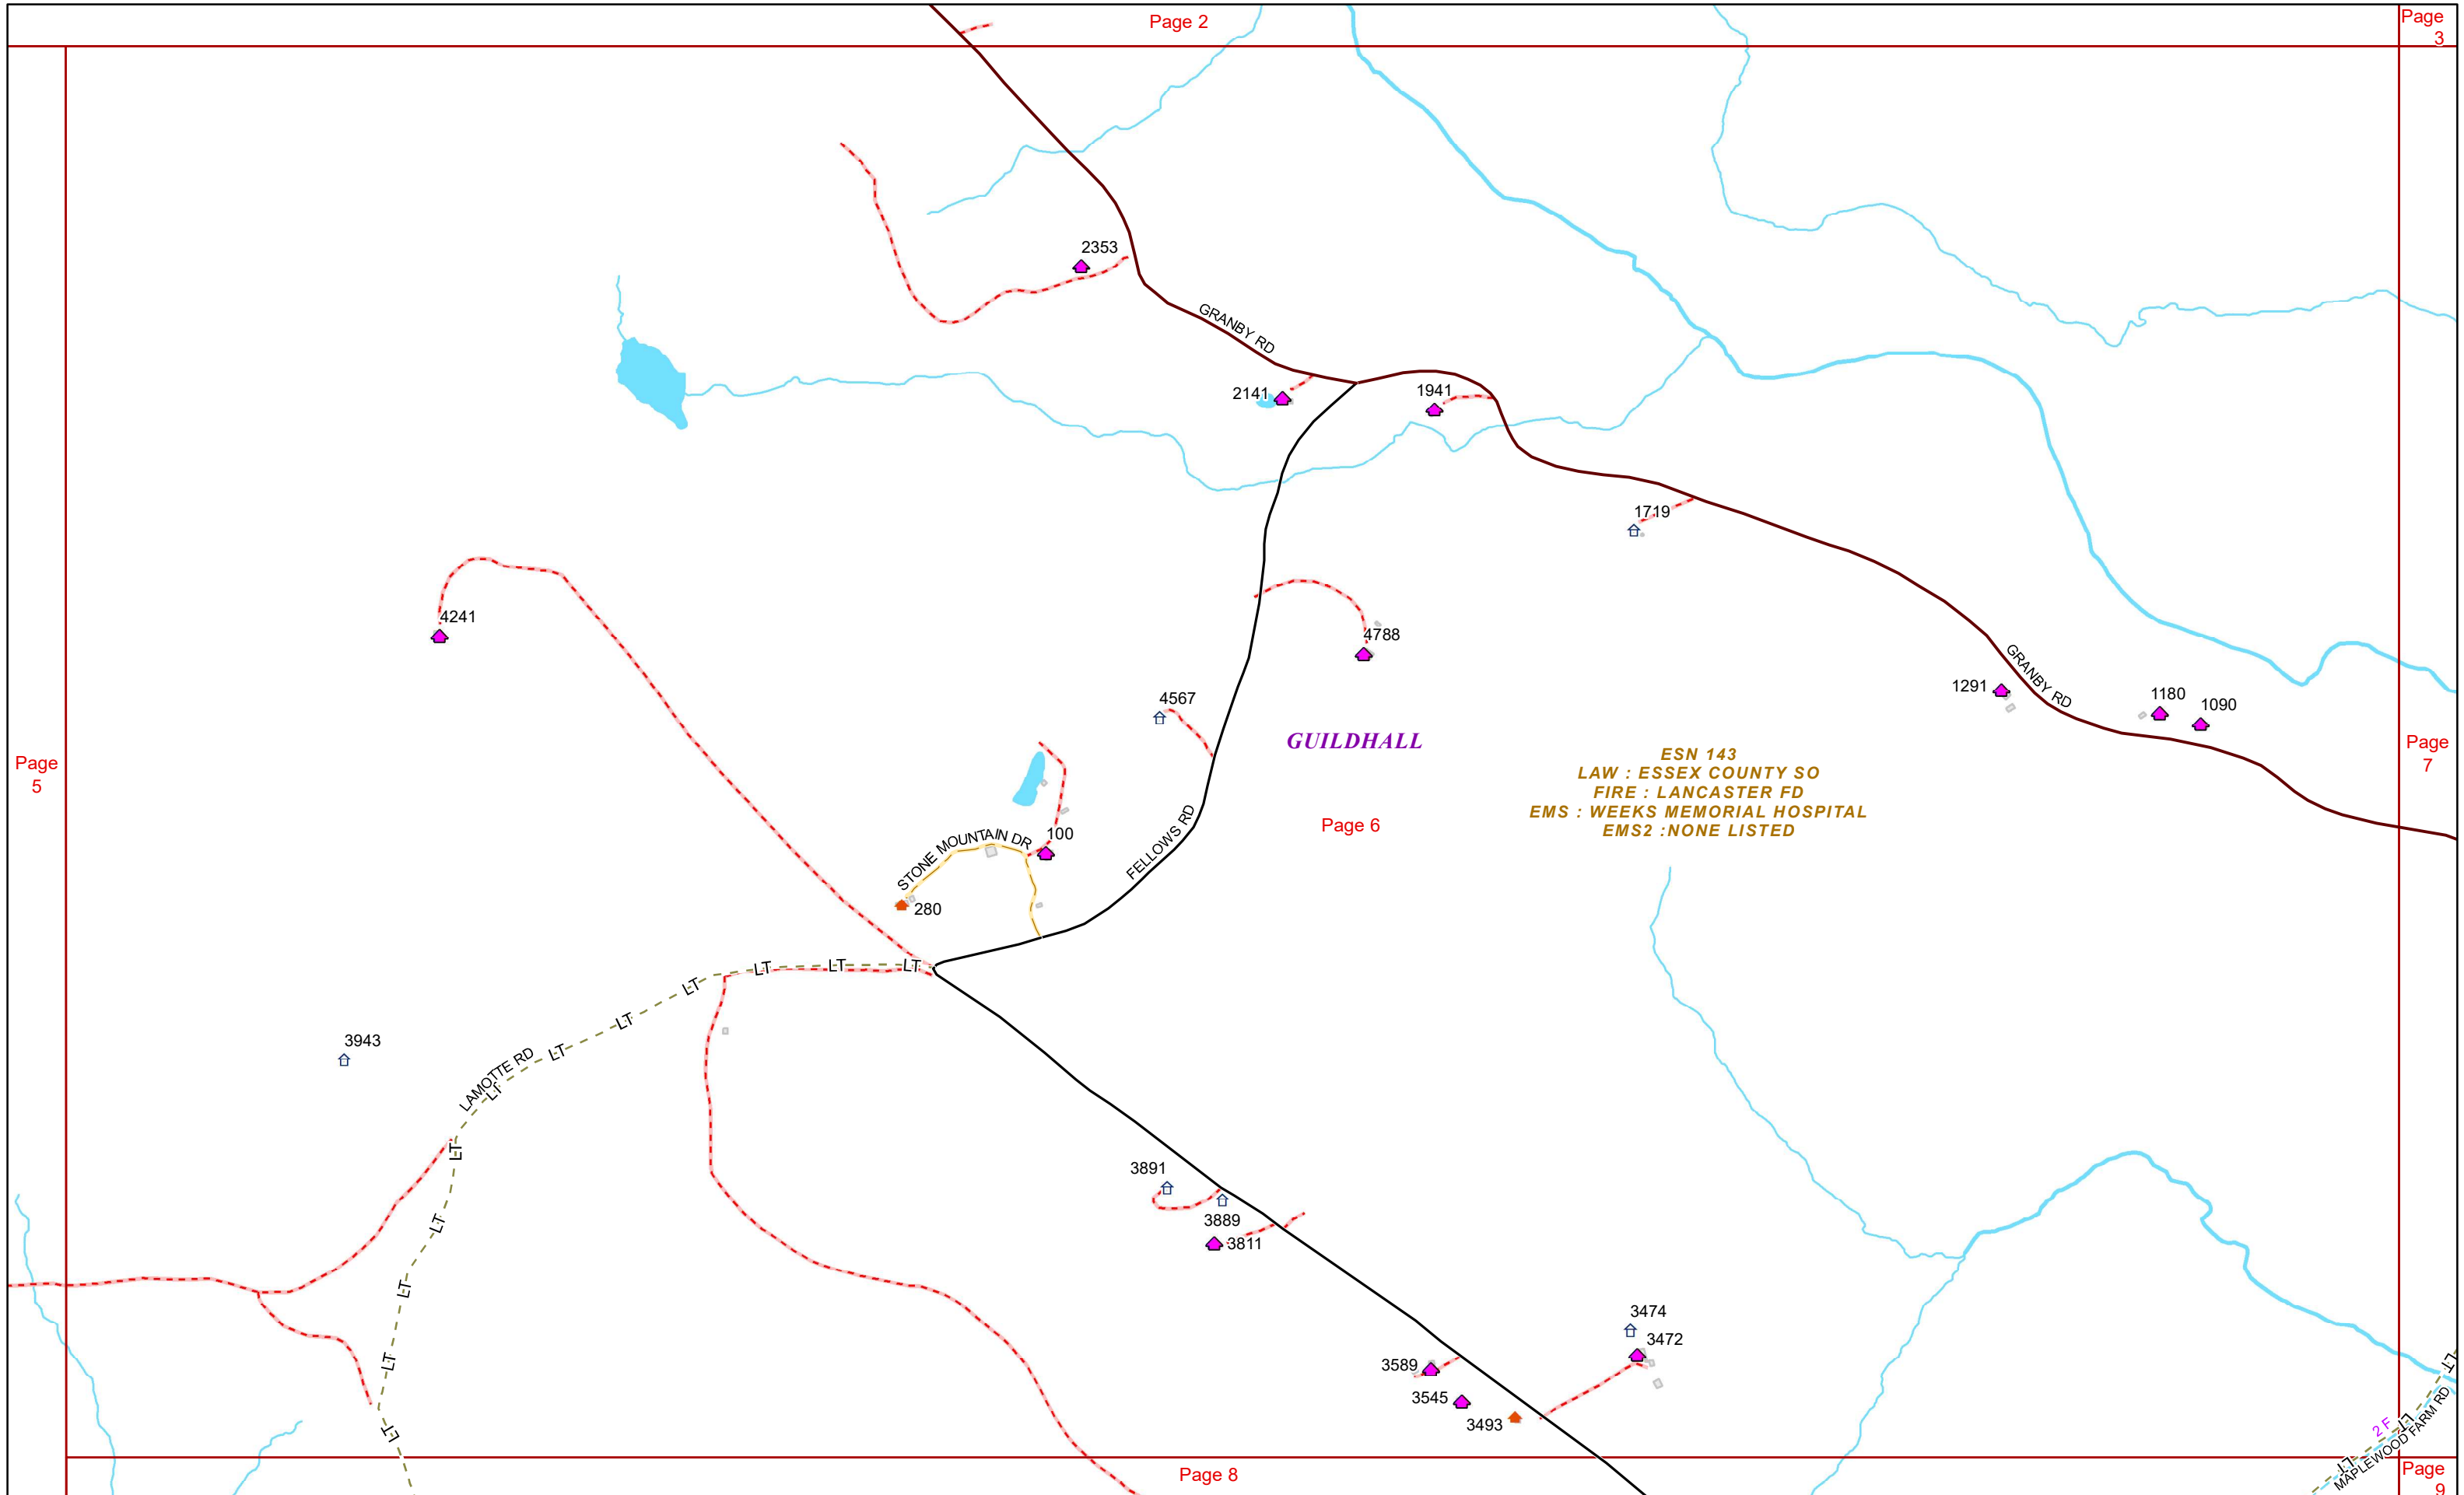 Page 2
Page
3
2353
GRANBY RD
2141
1941
1719
4241
4788
4567
GUILDHALL
1291
GRANBY RD
1180
1090
Page
5
ESN 143
LAW : ESSEX COUNTY SO
FIRE : LANCASTER FD
EMS : WEEKS MEMORIAL HOSPITAL
EMS2 :NONE LISTED
Page
7
Page 6
FELLOWS RD
STONE MOUNTAIN DR
100
280
LT
LT
LT
LT
LT
LT
3943
LAMOTTE RD
LT
LT
LT
LT
LT
LT
3891
3889
3811
3474
3472
3589
3545
3493
LT
2 F
LT
LT
MAPLEWOOD FARM RD
Page 8
Page
9